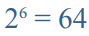 2⁶ = 64